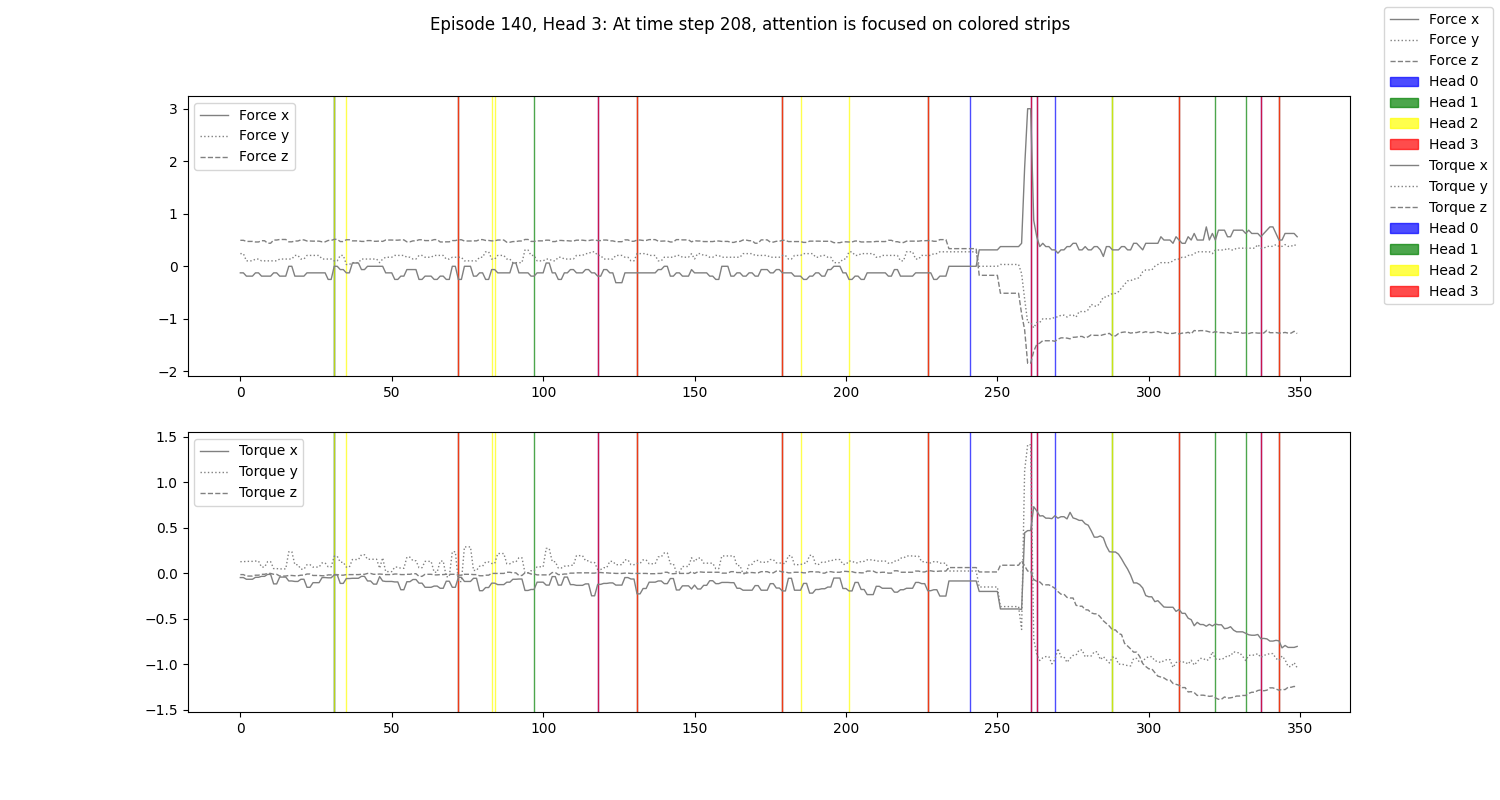 Episode 140, Head 3: At time step 208, attention is focused on colored strips
Force x
Force y
Force z
Head 0
Head 1
Head 2
Head 3
Torque x
Torque y
Torque z
Head 0
Head 1
Head 2
Head 3
Force x
Force y
Force z
3
2
1
0
−1
−2
0 50 100 150 200 250 300 350
Torque x
Torque y
Torque z
1.5
1.0
0.5
0.0
−0.5
−1.0
−1.5
0 50 100 150 200 250 300 350